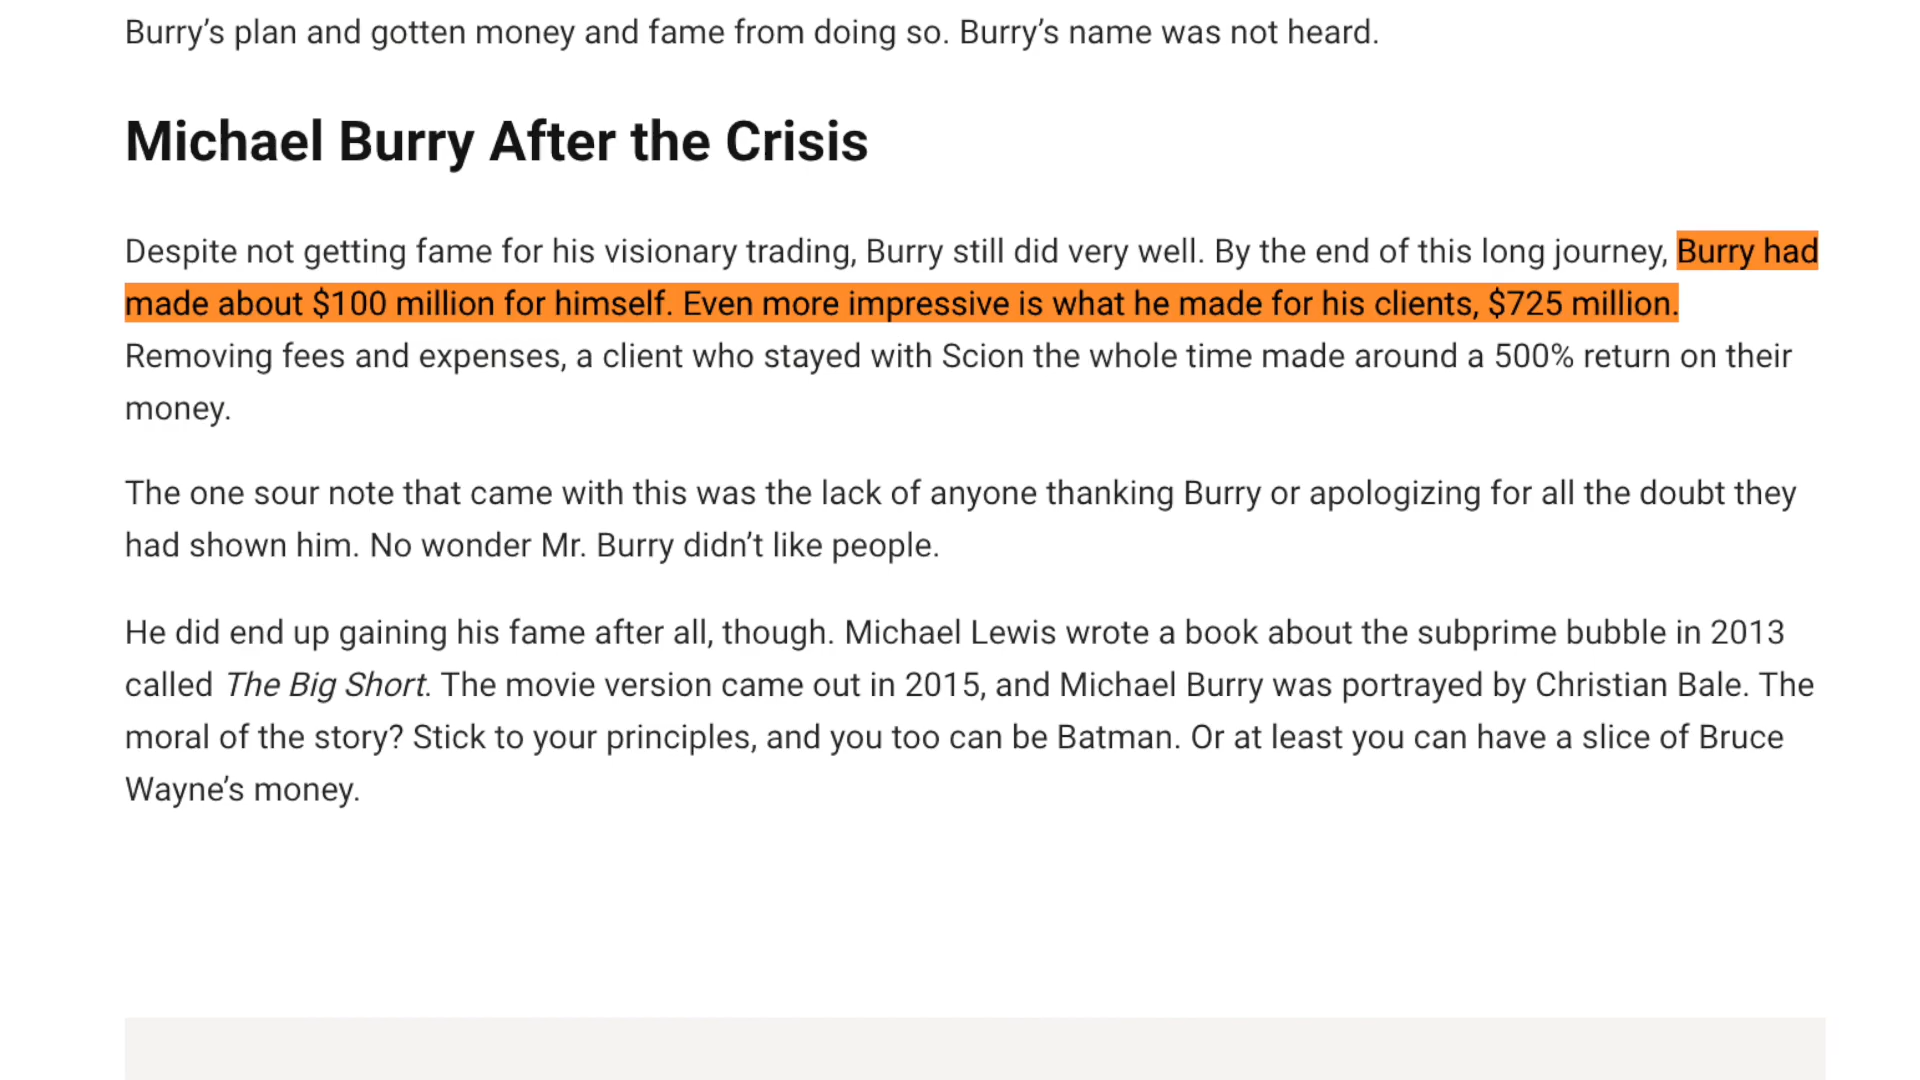 Burry’s plan and gotten money and fame from doing so. Burry’s name was not heard.
Michael Burry After the Crisis
Despite not getting fame for his visionary trading, Burry still did very well. By the end of this long journey, Burry had
made about $100 million for himself. Even more impressive is what he made for his clients, $725 million.
Removing fees and expenses, a client who stayed with Scion the whole time made around a 500% return on their
money.
The one sour note that came with this was the lack of anyone thanking Burry or apologizing for all the doubt they
had shown him. No wonder Mr. Burry didn’t like people.
He did end up gaining his fame after all, though. Michael Lewis wrote a book about the subprime bubble in 2013
called The Big Short. The movie version came out in 2015, and Michael Burry was portrayed by Christian Bale. The
moral of the story? Stick to your principles, and you too can be Batman. Or at least you can have a slice of Bruce
Wayne’s money.